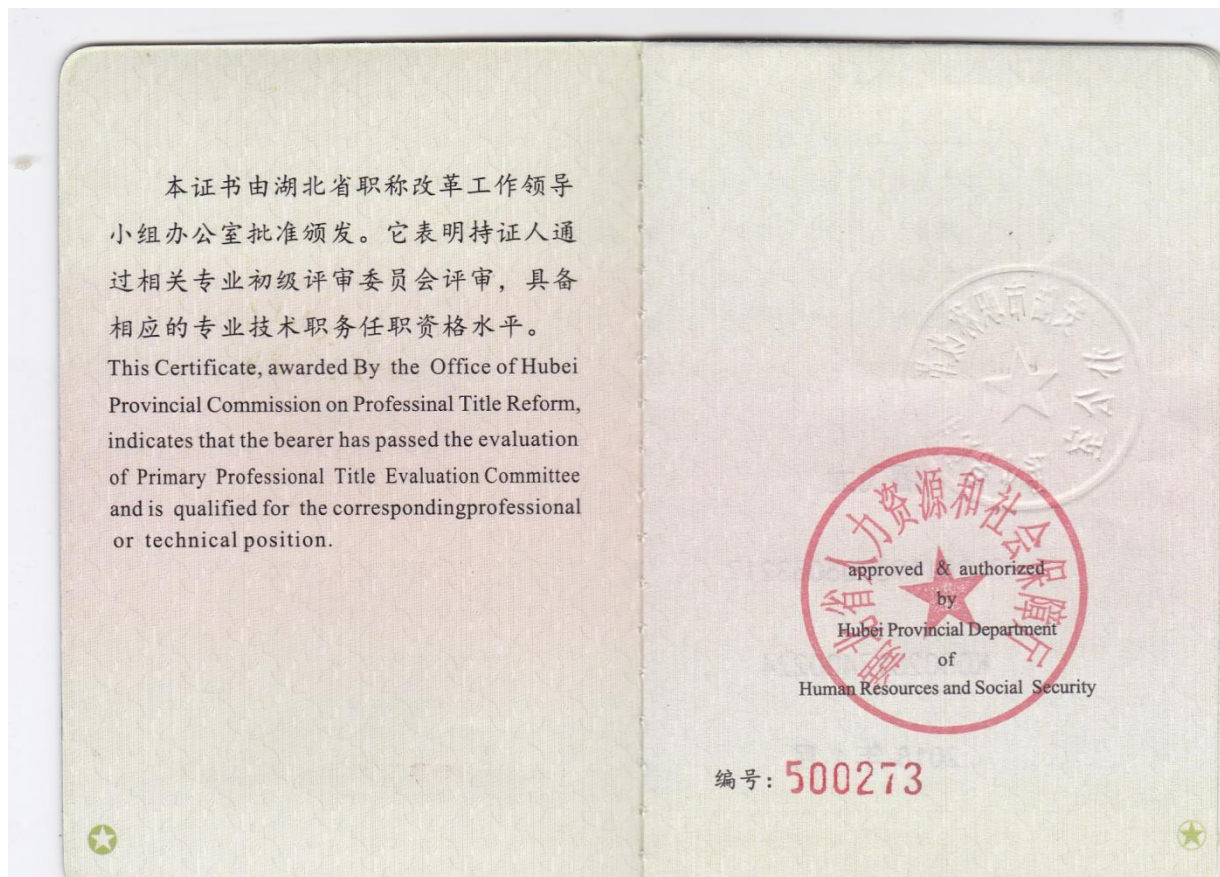 本证书由湖北省职称改革工作领导
小组办公室批准颁发。它表明持证人通
过相关专业初级评审委员会评审，具备
相应的专业技术职务任职资格水平。
This Certificate, awarded By the Office of Hubei
Provincial Commission on Professinal Title Reform,
indicates that the bearer has passed the evaluation
of Primary Professional Title Evaluation Committee
and is qualified for the correspondingprofessional
or technical position.
湖北省人力资源和社会保障厅
approved & authorized
by
Hubei Provincial Department
of
Human Resources and Social Security
编号：500273